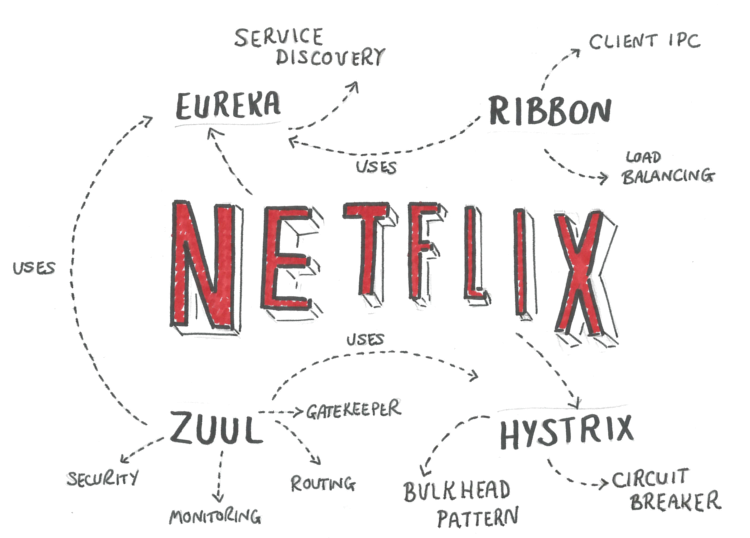 SERVICE
DISCOVERY
CLIENT IPC
EUREKA
RIBBON
USES
LOAD
BALANCING
NETFLIX
USES
USES
GATEKEEPER
ZUUL
HYSTRIX
SECURITY
ROUTING
MONITORING
BULKHEAD
PATTERN
CIRCUIT
BREAKER